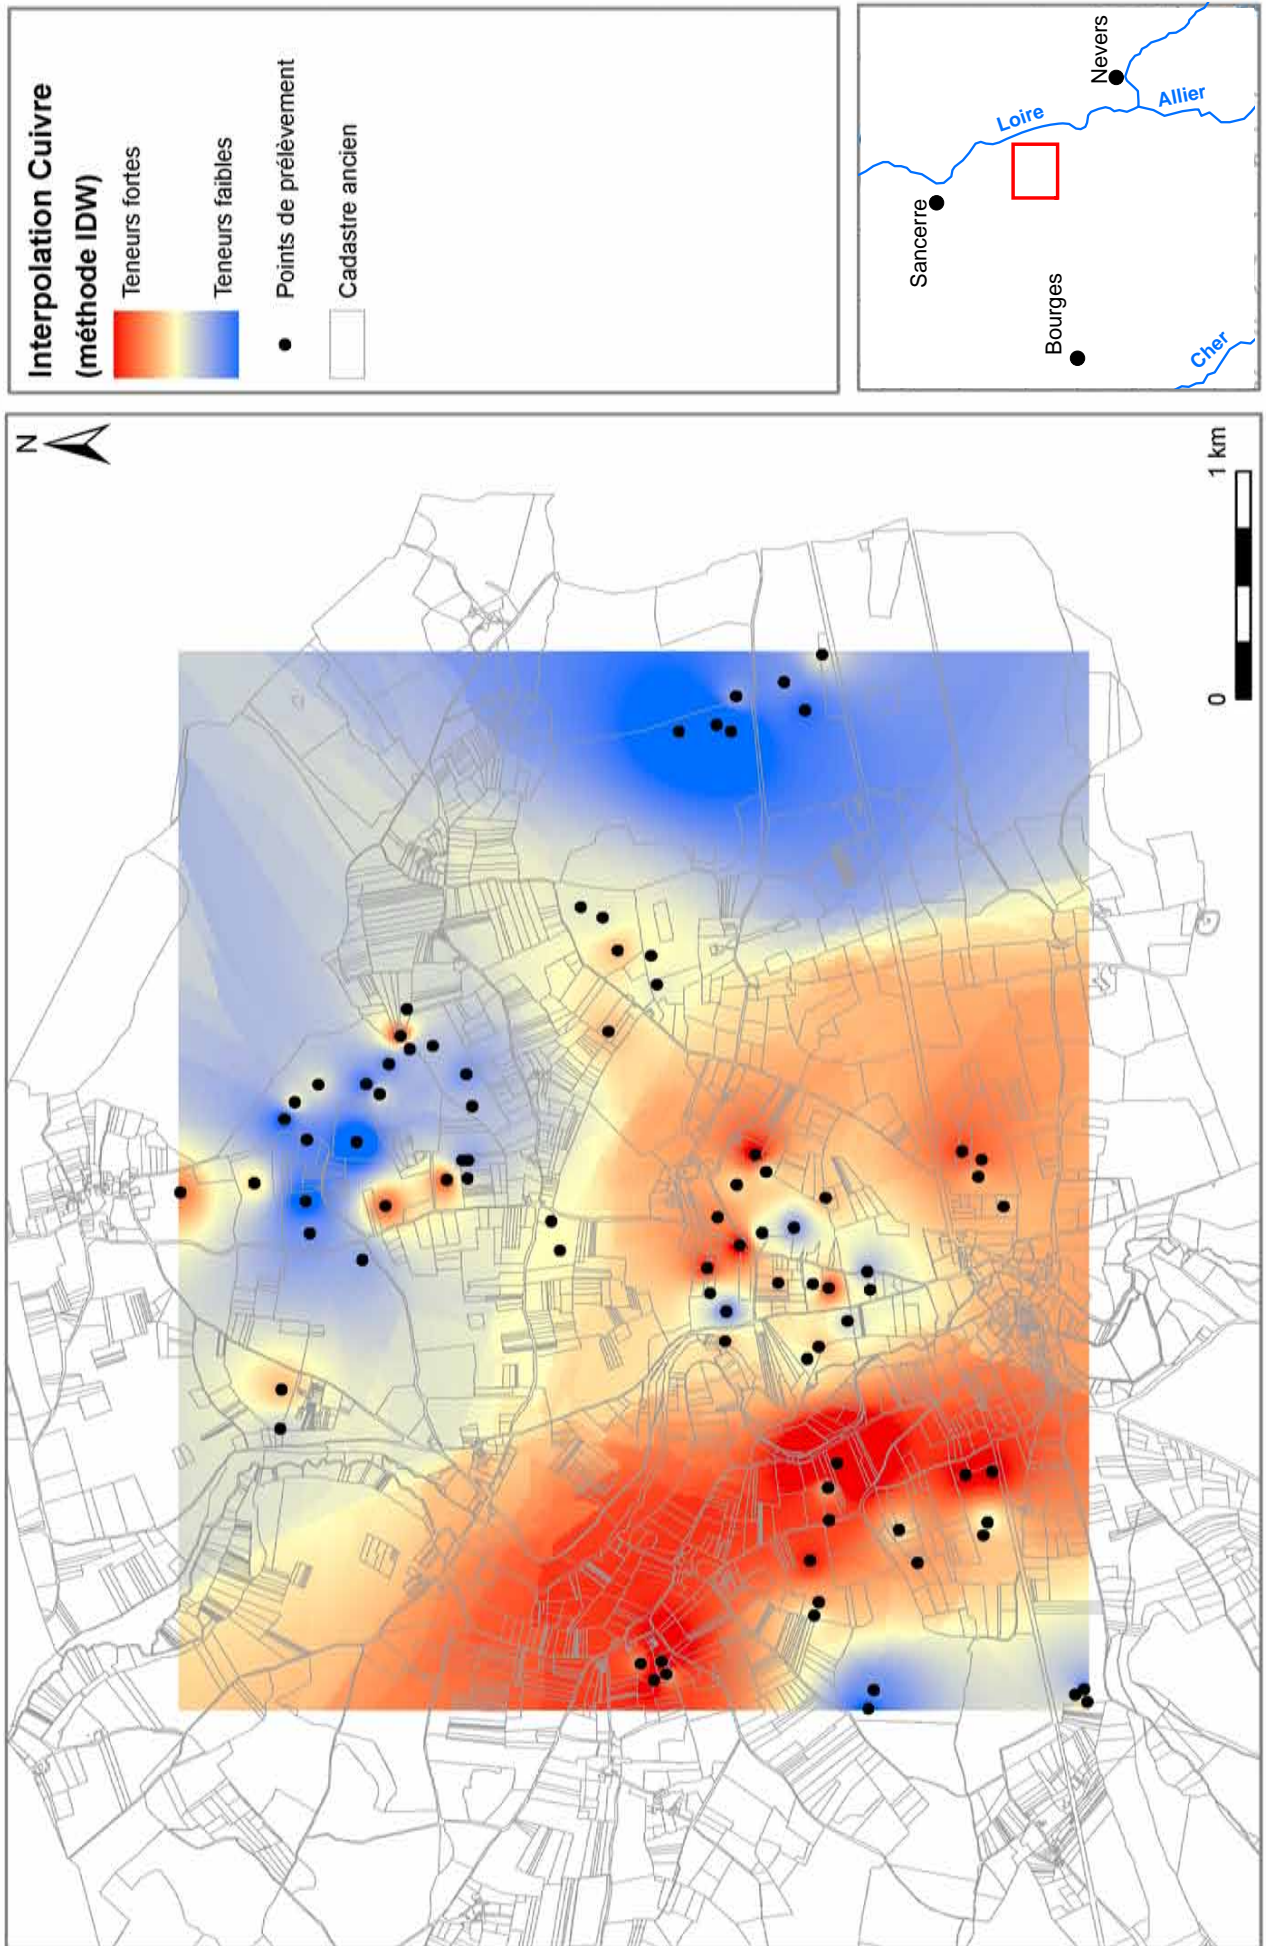 Interpolation Cuivre
(méthode IDW)
Teneurs fortes
Teneurs faibles
Points de prélèvement
Cadastre ancien
Nevers
Loire
Allier
Sancerre
Bourges
Cher
N
0 1 km